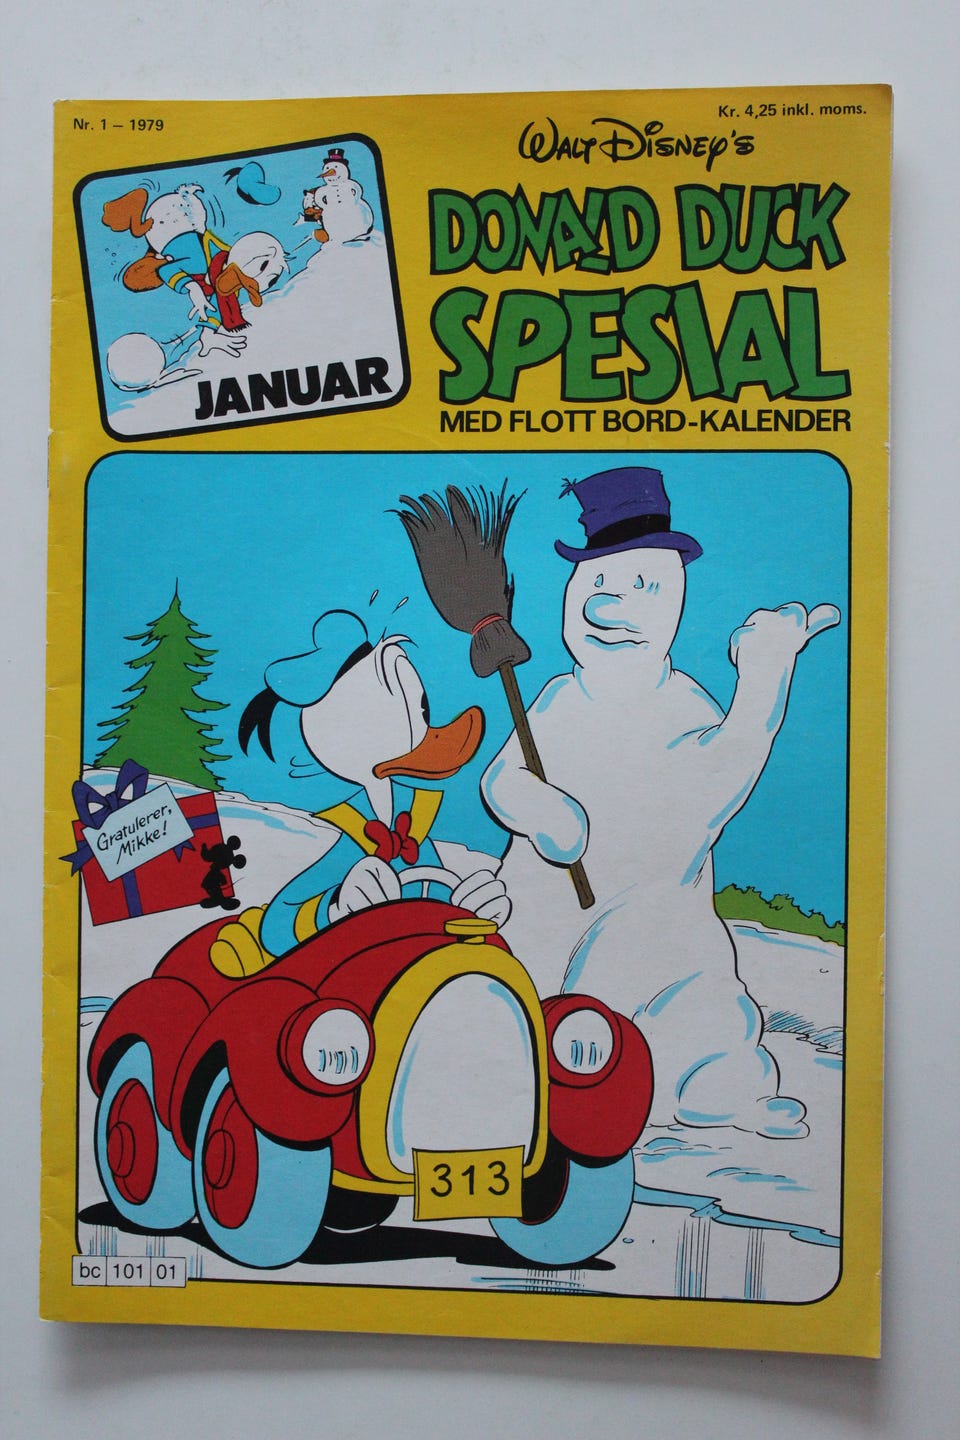 Nr. 1 – 1979
Kr. 4,25 inkl. moms.
WALT DISNEY'S
DONALD DUCK
SPESIAL
MED FLOTT BORD-KALENDER
JANUAR
Gratulerer,
Mikke!
313
bc 101 01